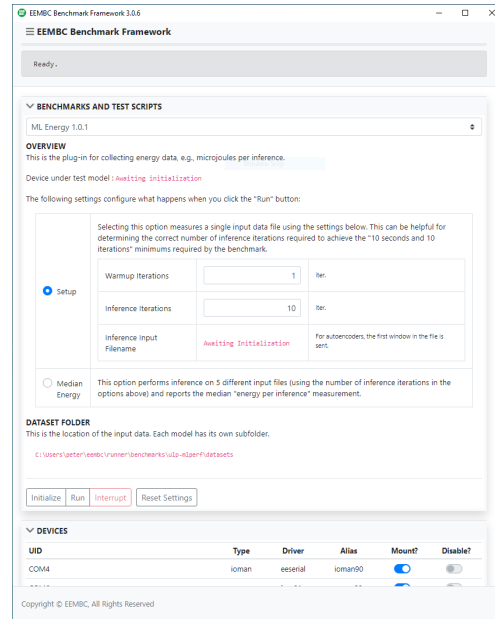 EEMBC Benchmark Framework 3.0.6
EEMBC Benchmark Framework
Ready.
BENCHMARKS AND TEST SCRIPTS
ML Energy 1.0.1
OVERVIEW
This is the plug-in for collecting energy data, e.g., microjoules per inference.
Device under test model : Awaiting initialization
The following settings configure what happens when you click the "Run" button:
Setup
Selecting this option measures a single input data file using the settings below. This can be helpful for
determining the correct number of inference iterations required to achieve the "10 seconds and 10
iterations" minimums required by the benchmark.
Warmup Iterations 1 Iter.
Inference Iterations 10 Iter.
Inference Input
Filename
Awaiting Initialization
For autoencoders, the first window in the file is
sent.
Median
Energy
This option performs inference on 5 different input files (using the number of inference iterations in the
options above) and reports the median "energy per inference" measurement.
DATASET FOLDER
This is the location of the input data. Each model has its own subfolder.
C:\Users\peter\eembc\runner\benchmarks\ulp-mlperf\datasets
Initialize Run Interrupt Reset Settings
DEVICES
UID Type Driver Alias Mount? Disable?
COM4 ioman eeserial ioman90
Copyright © EEMBC, All Rights Reserved